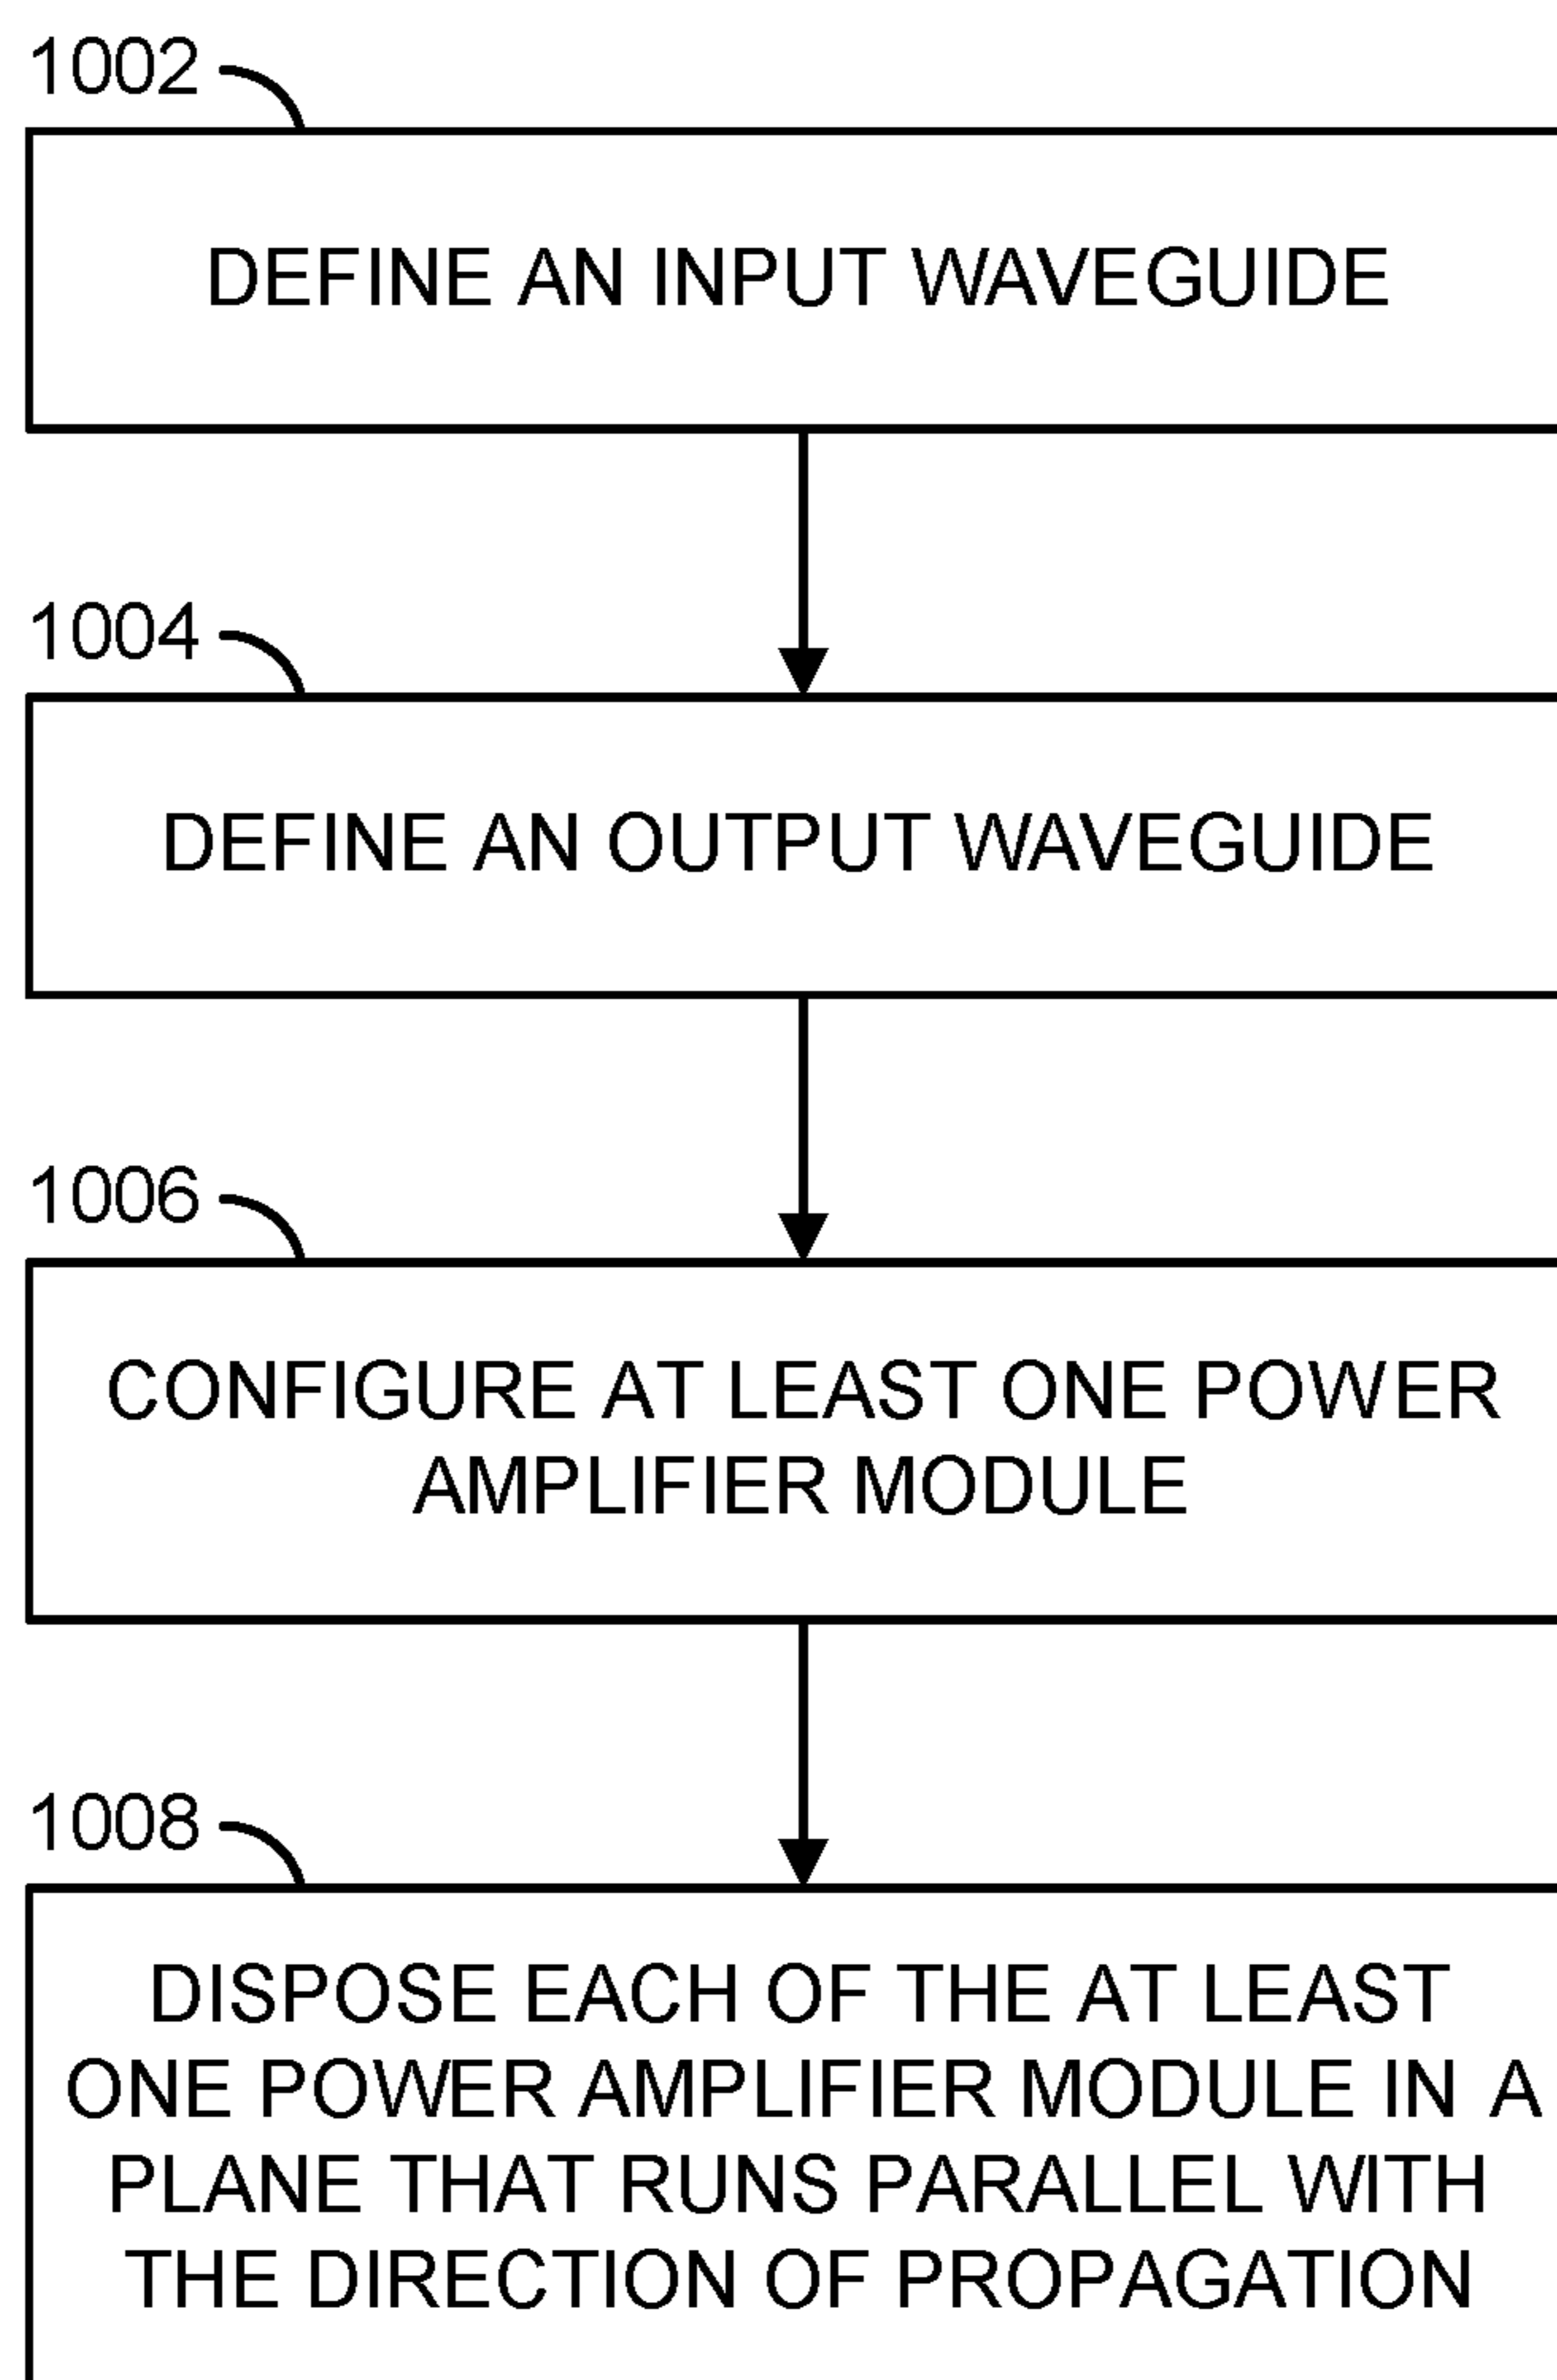 1002
DEFINE AN INPUT WAVEGUIDE
1004
DEFINE AN OUTPUT WAVEGUIDE
1006
CONFIGURE AT LEAST ONE POWER
AMPLIFIER MODULE
1008
DISPOSE EACH OF THE AT LEAST
ONE POWER AMPLIFIER MODULE IN A
PLANE THAT RUNS PARALLEL WITH
THE DIRECTION OF PROPAGATION